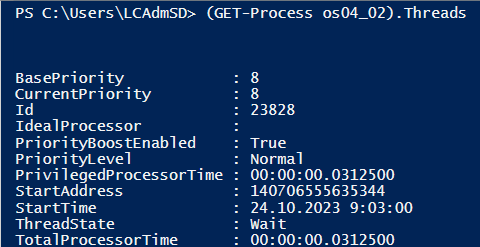 PS C:\Users\LCAdmSD> (GET-Process os04_02).Threads
BasePriority : 8
CurrentPriority : 8
Id : 23828
IdealProcessor :
PriorityBoostEnabled : True
PriorityLevel : Normal
PrivilegedProcessorTime : 00:00:00.0312500
StartAddress : 140706555635344
StartTime : 24.10.2023 9:03:00
ThreadState : Wait
TotalProcessorTime : 00:00:00.0312500